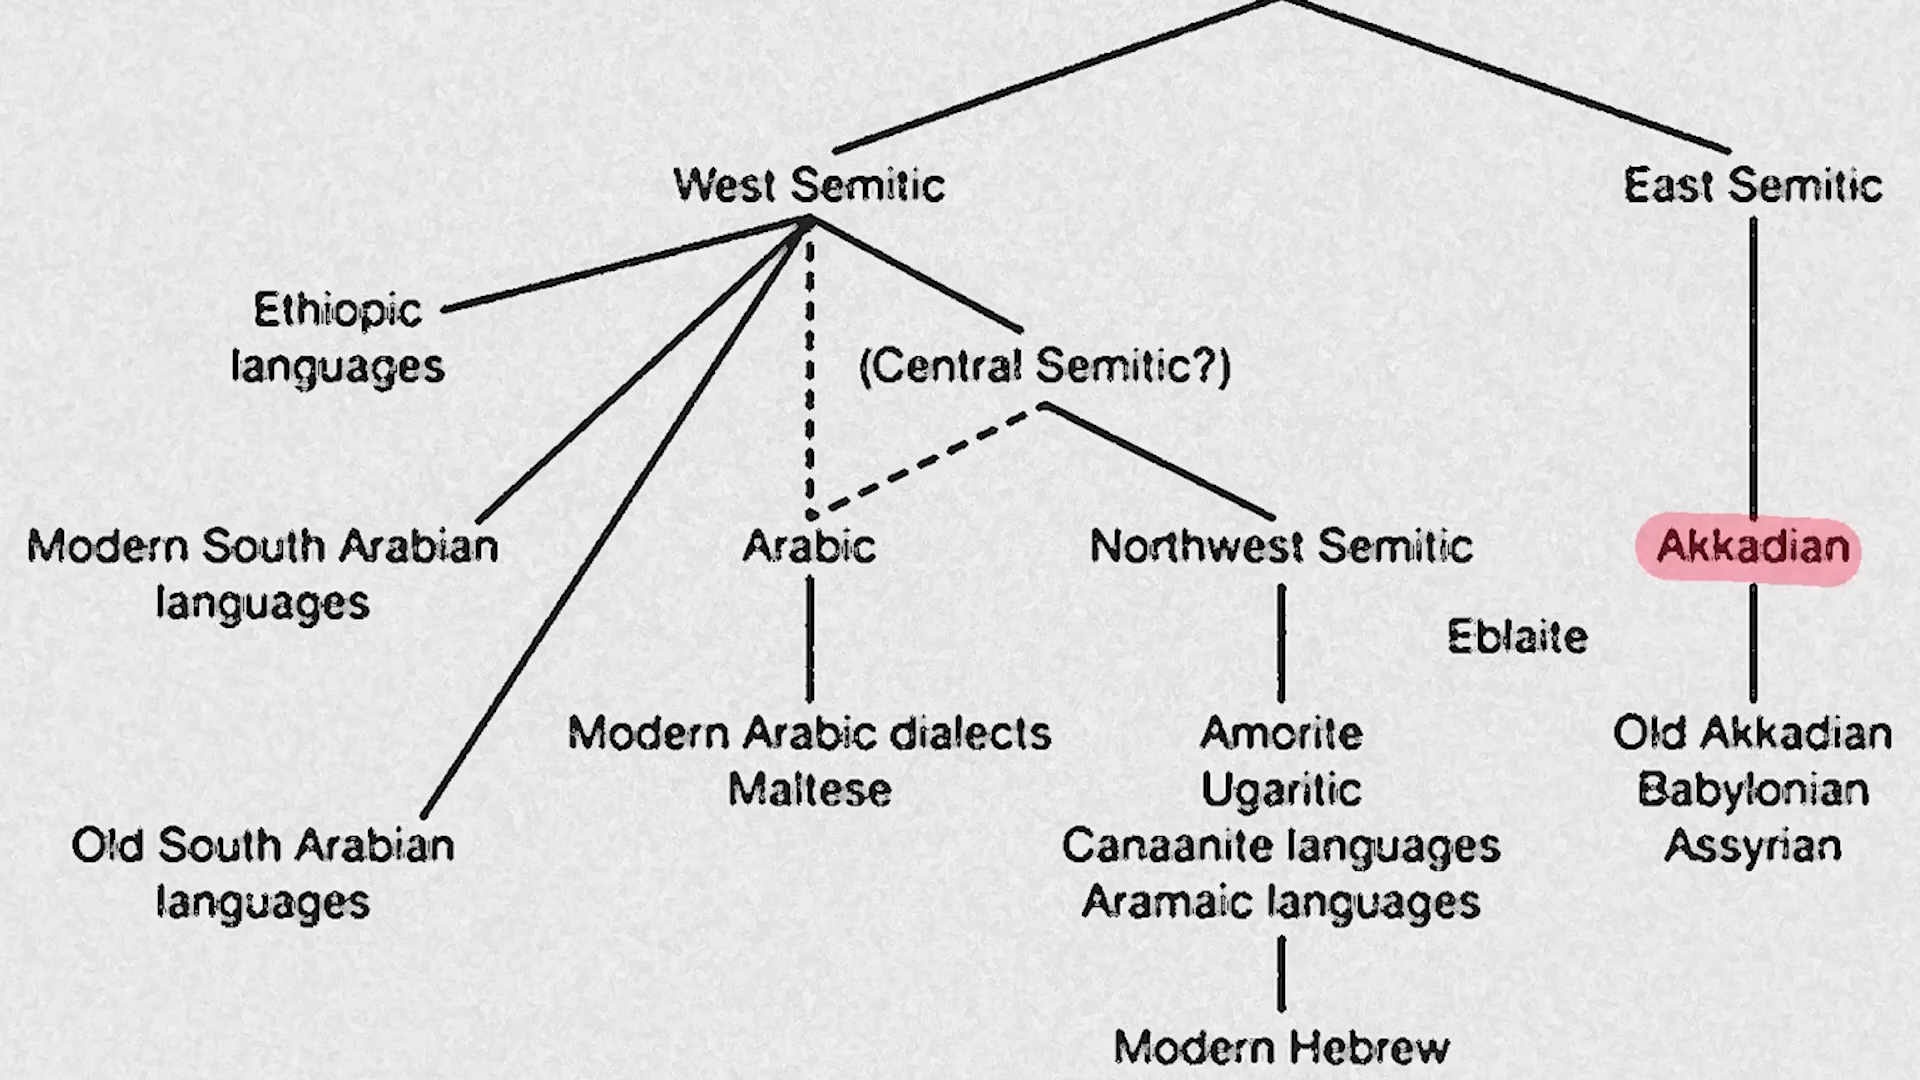 West Semitic
East Semitic
Ethiopic
languages
(Central Semitic?)
Modern South Arabian
languages
Arabic
Northwest Semitic
Akkadian
Eblaite
Modern Arabic dialects
Maltese
Amorite
Ugaritic
Canaanite languages
Aramaic languages
Old Akkadian
Babylonian
Assyrian
Old South Arabian
languages
Modern Hebrew